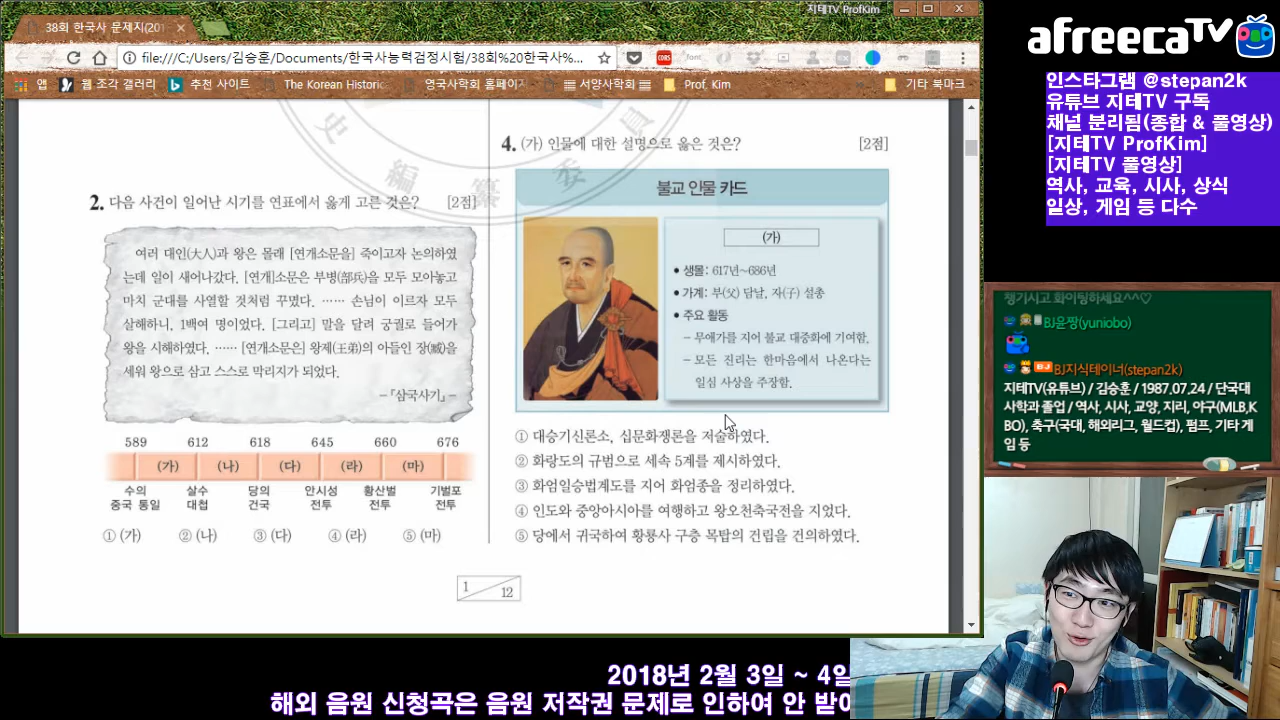 지테TV ProfKim
38회 한국사 문제지(201
file:///C:/Users/김승훈/Documents/한국사능력검정시험/38회%20한국사%...
앱
웹 조각 갤러리
추천 사이트
The Korean Historic
영국사학회 홈페이지
서양사학회
Prof. Kim
기타 북마크
史 編 纂 委 員
2. 다음 사건이 일어난 시기를 연표에서 옳게 고른 것은? [2점]
여러 대인(大人)과 왕은 몰래 [연개소문을] 죽이고자 논의하였
는데 일이 새어나갔다. [연개]소문은 부병(部兵)을 모두 모아놓고
마치 군대를 사열할 것처럼 꾸몄다. …… 손님이 이르자 모두
살해하니, 1백여 명이었다. [그리고] 말을 달려 궁궐로 들어가
왕을 시해하였다. …… [연개소문은] 왕제(王弟)의 아들인 장(臧)을
세워 왕으로 삼고 스스로 막리지가 되었다.
-『삼국사기』-
589 612 618 645 660 676
(가) (나) (다) (라) (마)
수의 살수 당의 안시성 황산벌 기벌포
중국 통일 대첩 건국 전투 전투 전투
① (가) ② (나) ③ (다) ④ (라) ⑤ (마)
4. (가) 인물에 대한 설명으로 옳은 것은? [2점]
불교 인물 카드
(가)
● 생몰: 617년~686년
● 가계: 부(父) 담날, 자(子) 설총
● 주요 활동
- 무애가를 지어 불교 대중화에 기여함.
- 모든 진리는 한마음에서 나온다는
일심 사상을 주장함.
① 대승기신론소, 십문화쟁론을 저술하였다.
② 화랑도의 규범으로 세속 5계를 제시하였다.
③ 화엄일승법계도를 지어 화엄종을 정리하였다.
④ 인도와 중앙아시아를 여행하고 왕오천축국전을 지었다.
⑤ 당에서 귀국하여 황룡사 구층 목탑의 건립을 건의하였다.
1 12
afreecaTV
인스타그램 @stepan2k
유튜브 지테TV 구독
채널 분리됨(종합 & 풀영상)
[지테TV ProfKim]
[지테TV 풀영상]
역사, 교육, 시사, 상식
일상, 게임 등 다수
챙기시고 화이팅하세요^^♡
BJ윤짱(yuniobo)
BJ BJ지식테이너(stepan2k)
지테TV(유튜브) / 김승훈 / 1987.07.24 / 단국대
사학과 졸업 / 역사, 시사, 교양, 지리, 야구(MLB,K
BO), 축구(국대, 해외리그, 월드컵), 펌프, 기타 게
임 등
2018년 2월 3일 ~ 4일
해외 음원 신청곡은 음원 저작권 문제로 인하여 안 받아